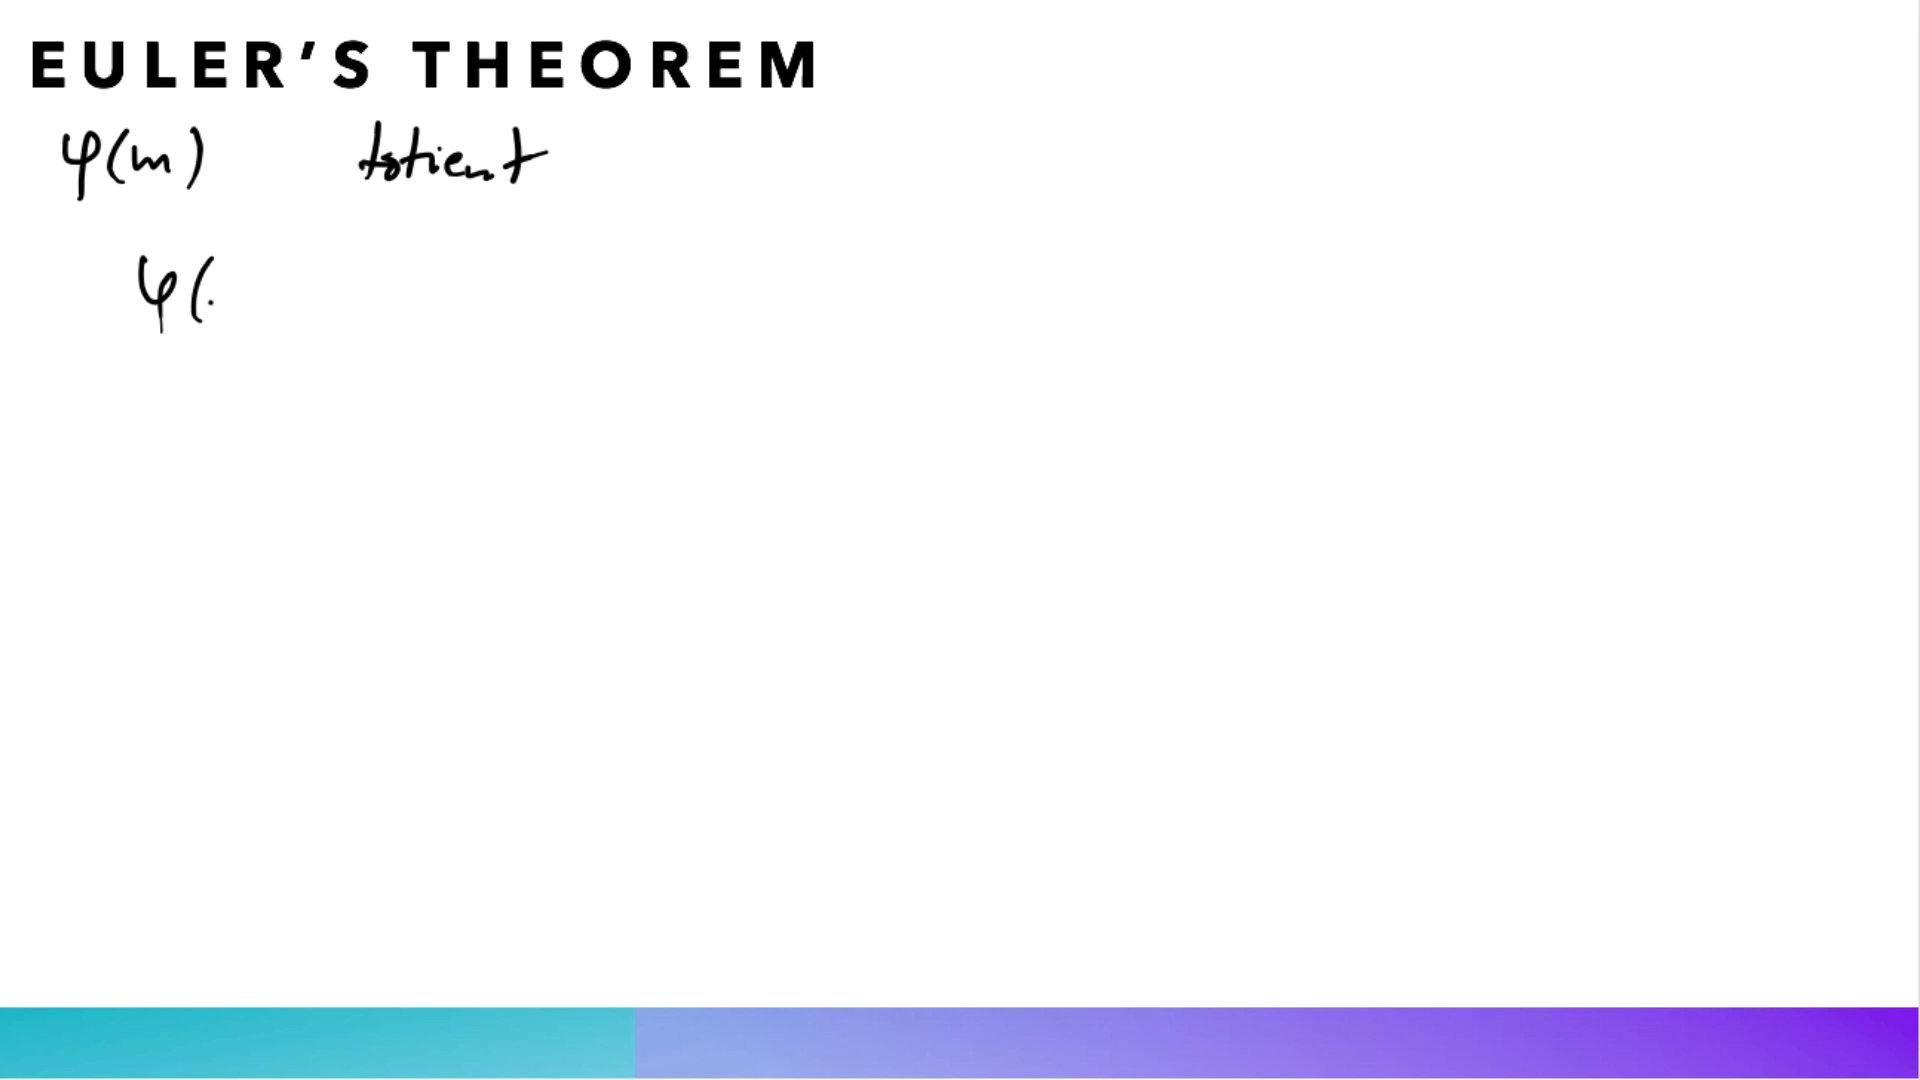 EULER’S THEOREM
φ(m) totient
φ(